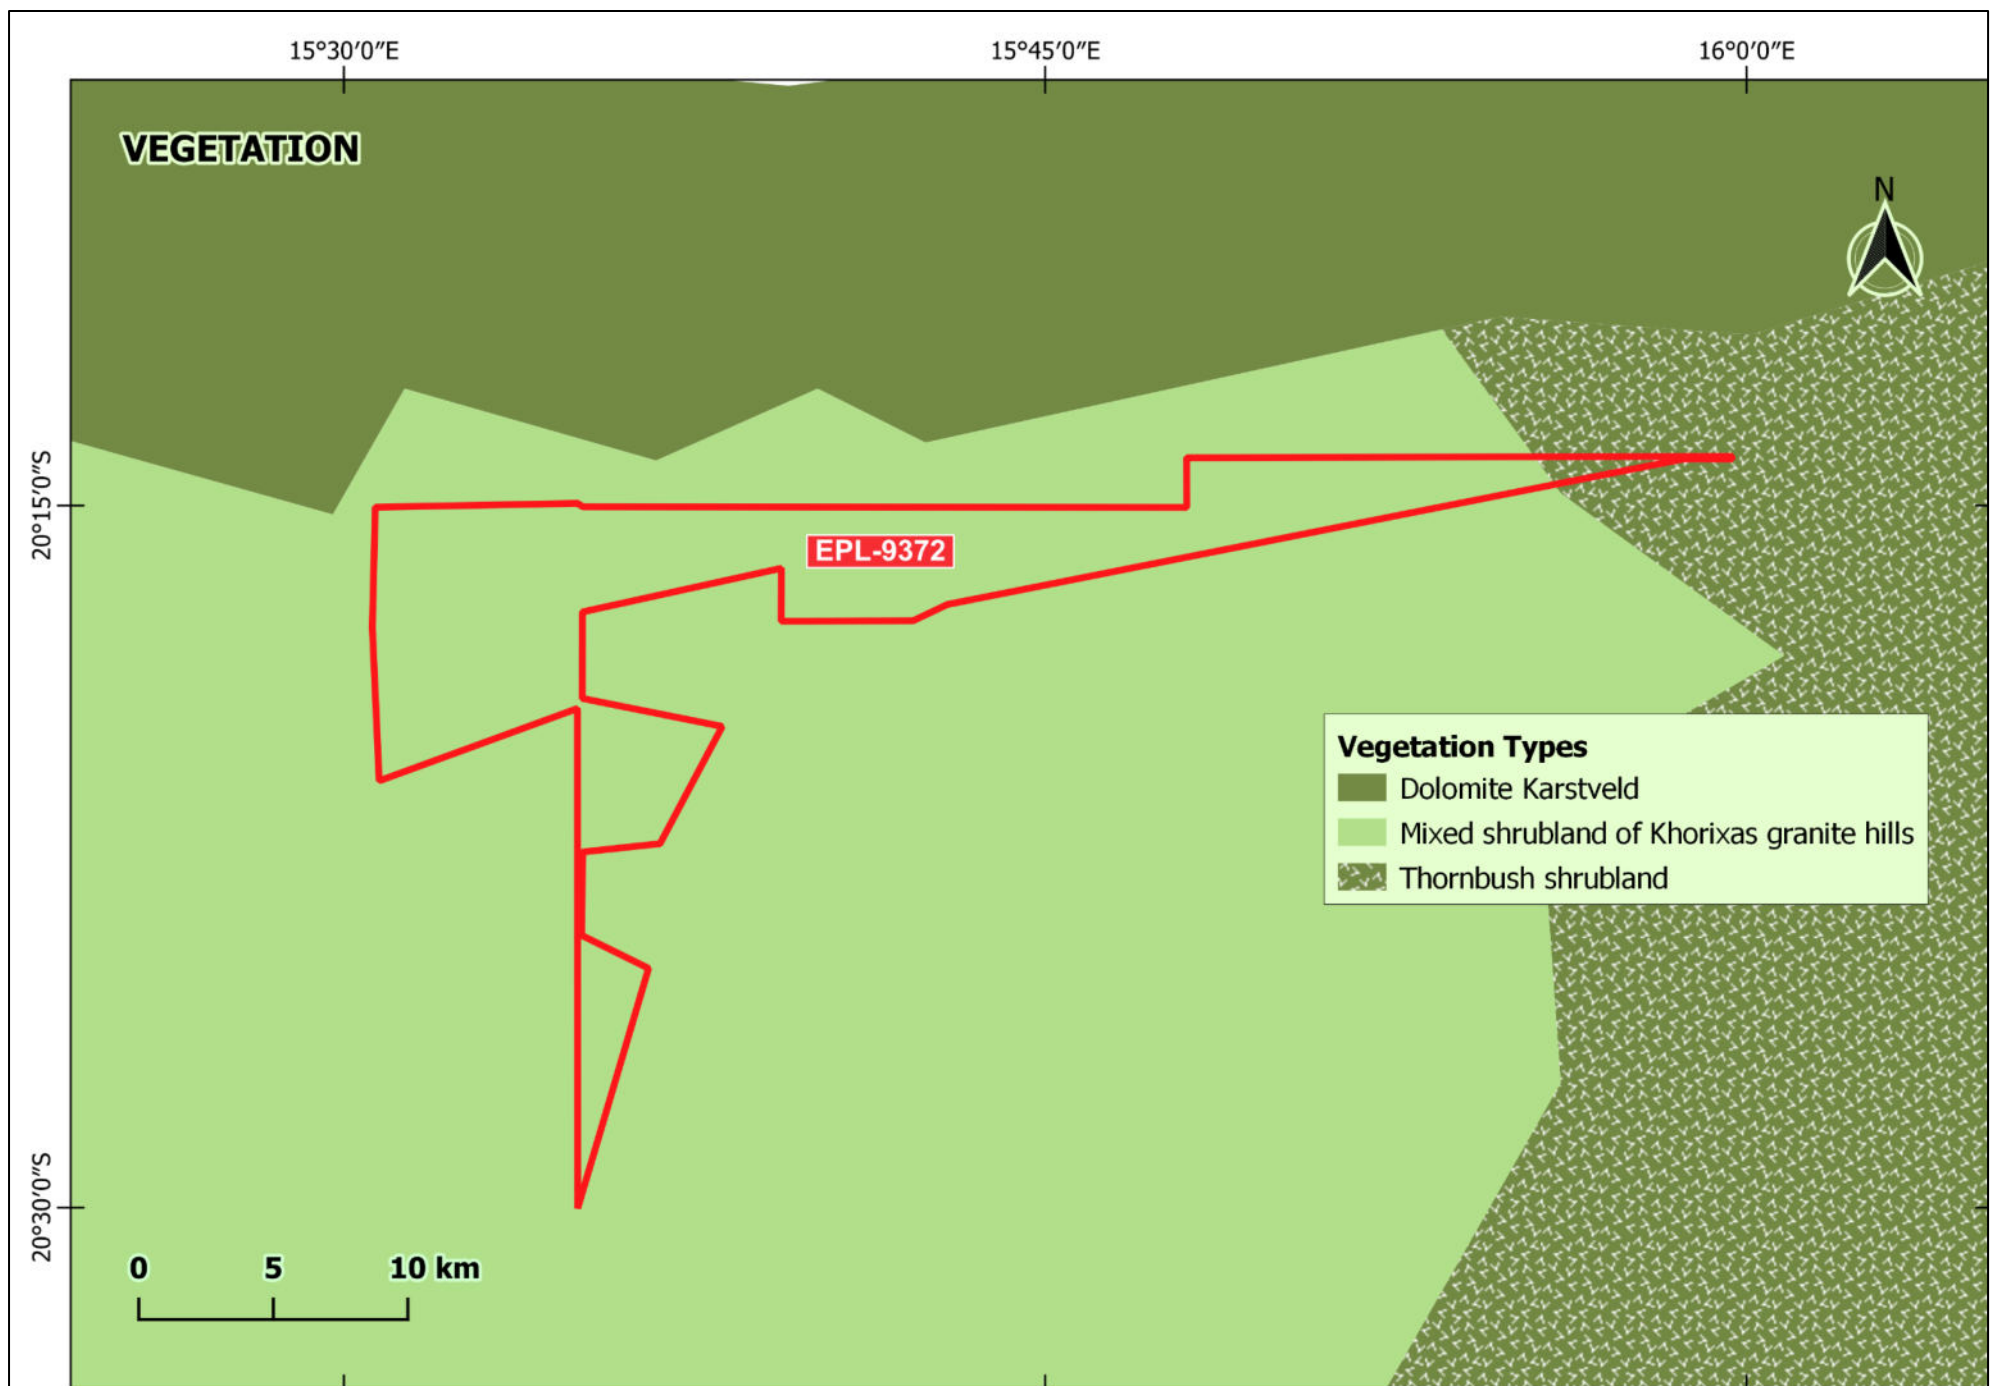 15°30′0″E
15°45′0″E
16°0′0″E
VEGETATION
N
20°15′0″S
EPL-9372
Vegetation Types
Dolomite Karstveld
Mixed shrubland of Khorixas granite hills
Thornbush shrubland
20°30′0″S
0 5 10 km